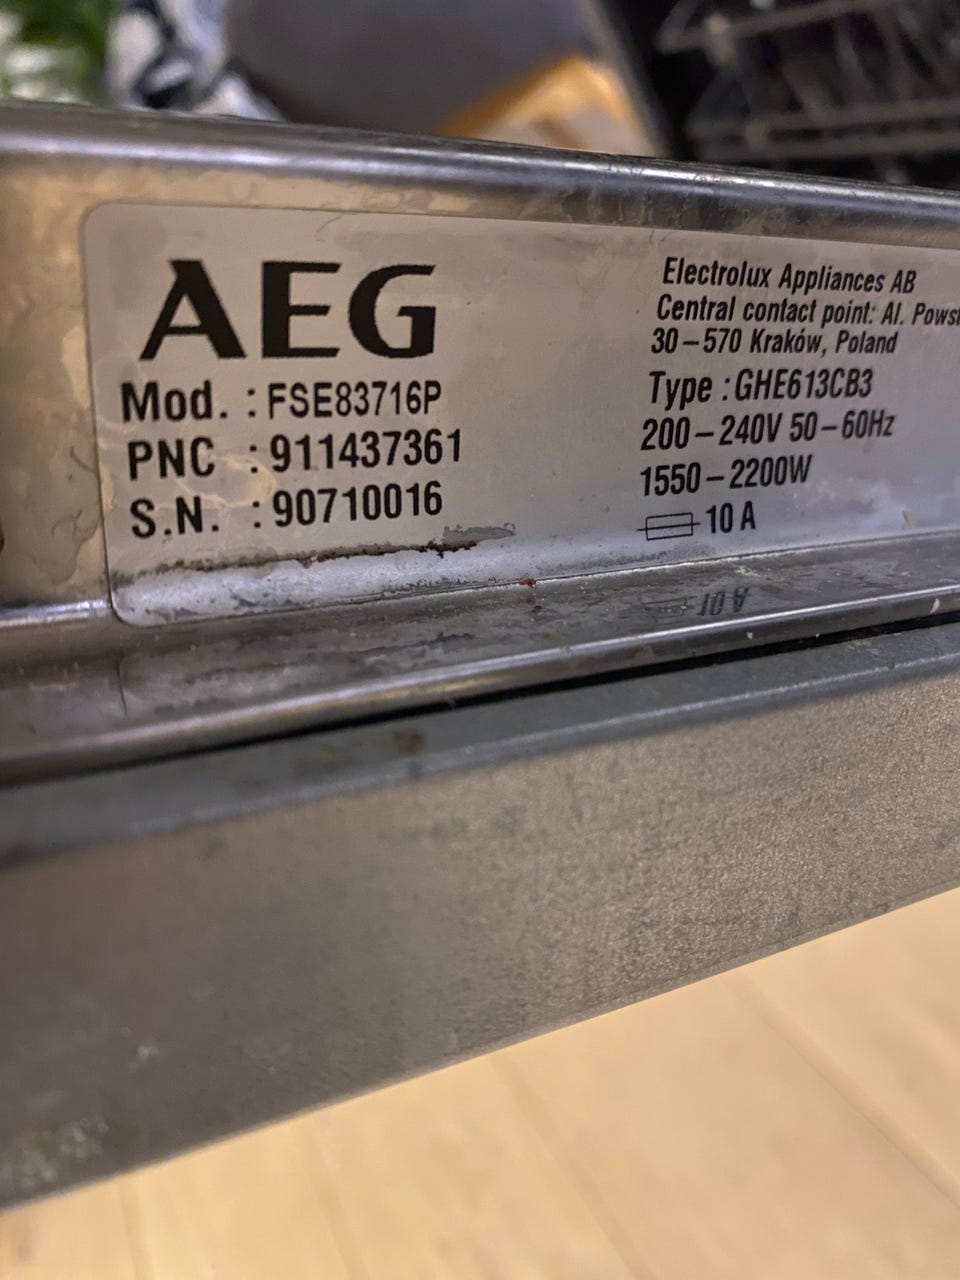 AEG
Mod. : FSE83716P
PNC : 911437361
S.N. : 90710016
Electrolux Appliances AB
Central contact point: Al.
30-570 Kraków, Poland
Type : GHE613CB3
200-240V 50-60Hz
1550-2200W
10 A